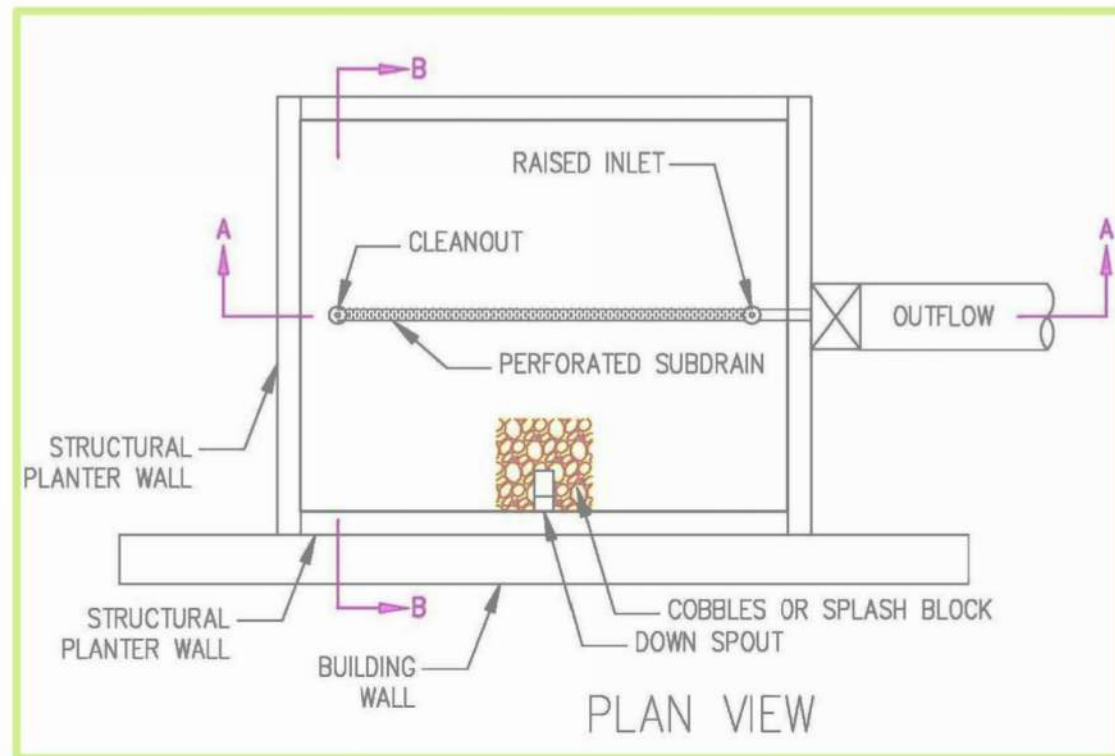 B
RAISED INLET
A
CLEANOUT
A
OUTFLOW
PERFORATED SUBDRAIN
STRUCTURAL
PLANTER WALL
STRUCTURAL
PLANTER WALL
B
COBBLES OR SPLASH BLOCK
DOWN SPOUT
BUILDING
WALL
PLAN VIEW